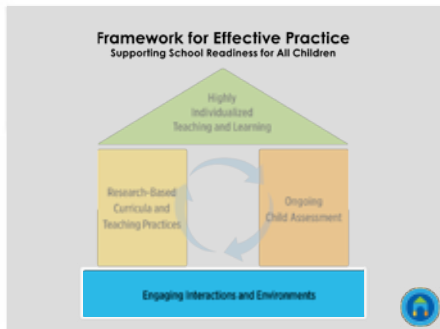 Framework for Effective Practice
Supporting School Readiness for All Children
Highly
Individualized
Teaching and Learning
Research-Based
Curricula and
Teaching Practices
Ongoing
Child Assessment
Engaging Interactions and Environments